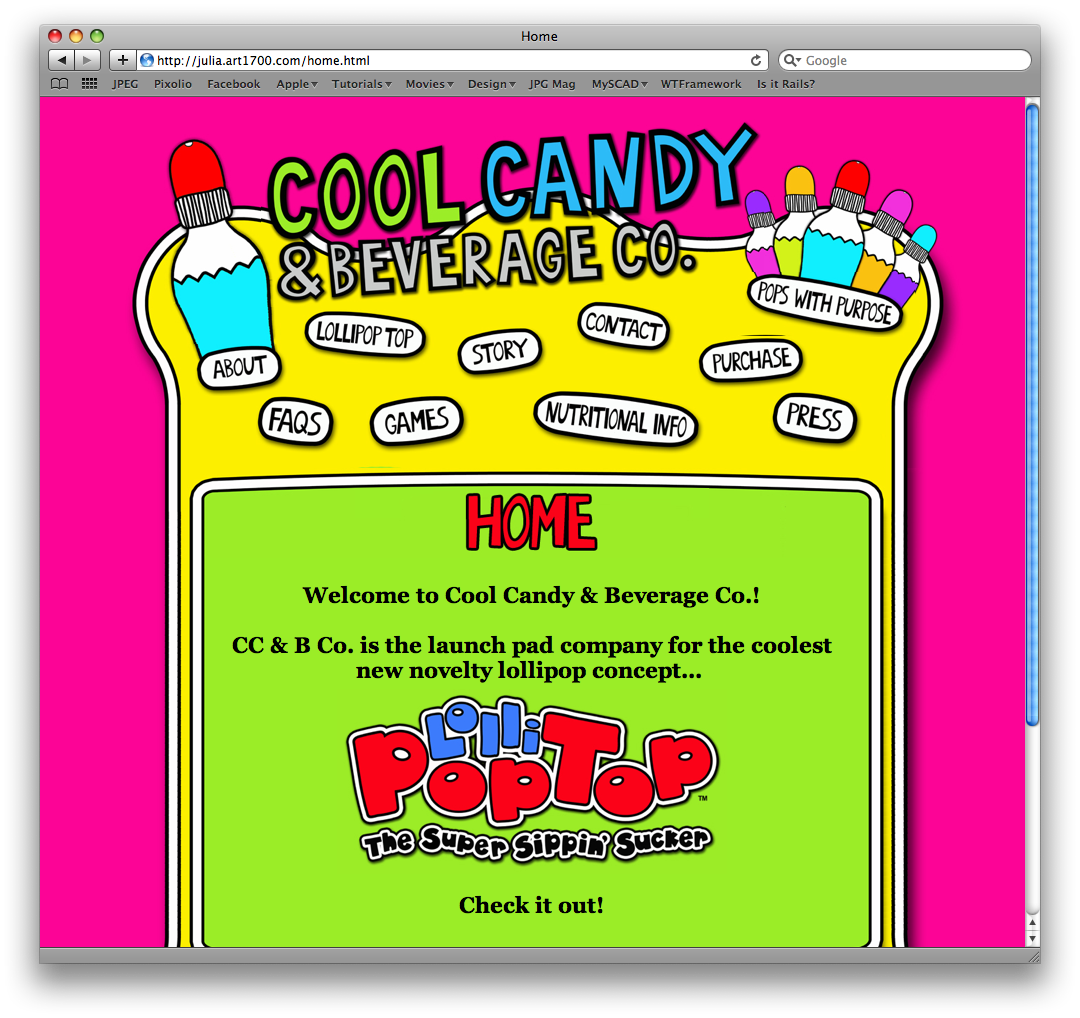 Home
http://julia.art1700.com/home.html
Google
JPEG Pixolio Facebook Apple Tutorials Movies Design JPG Mag MySCAD WTFramework Is it Rails?
COOL CANDY
& BEVERAGE CO.
POPS WITH PURPOSE
LOLLIPOP TOP
CONTACT
STORY
PURCHASE
ABOUT
FAQS
GAMES
NUTRITIONAL INFO
PRESS
HOME
Welcome to Cool Candy & Beverage Co.!
CC & B Co. is the launch pad company for the coolest
new novelty lollipop concept...
Lolli
PopTop
PopTop™
The Super Sippin' Sucker
Check it out!